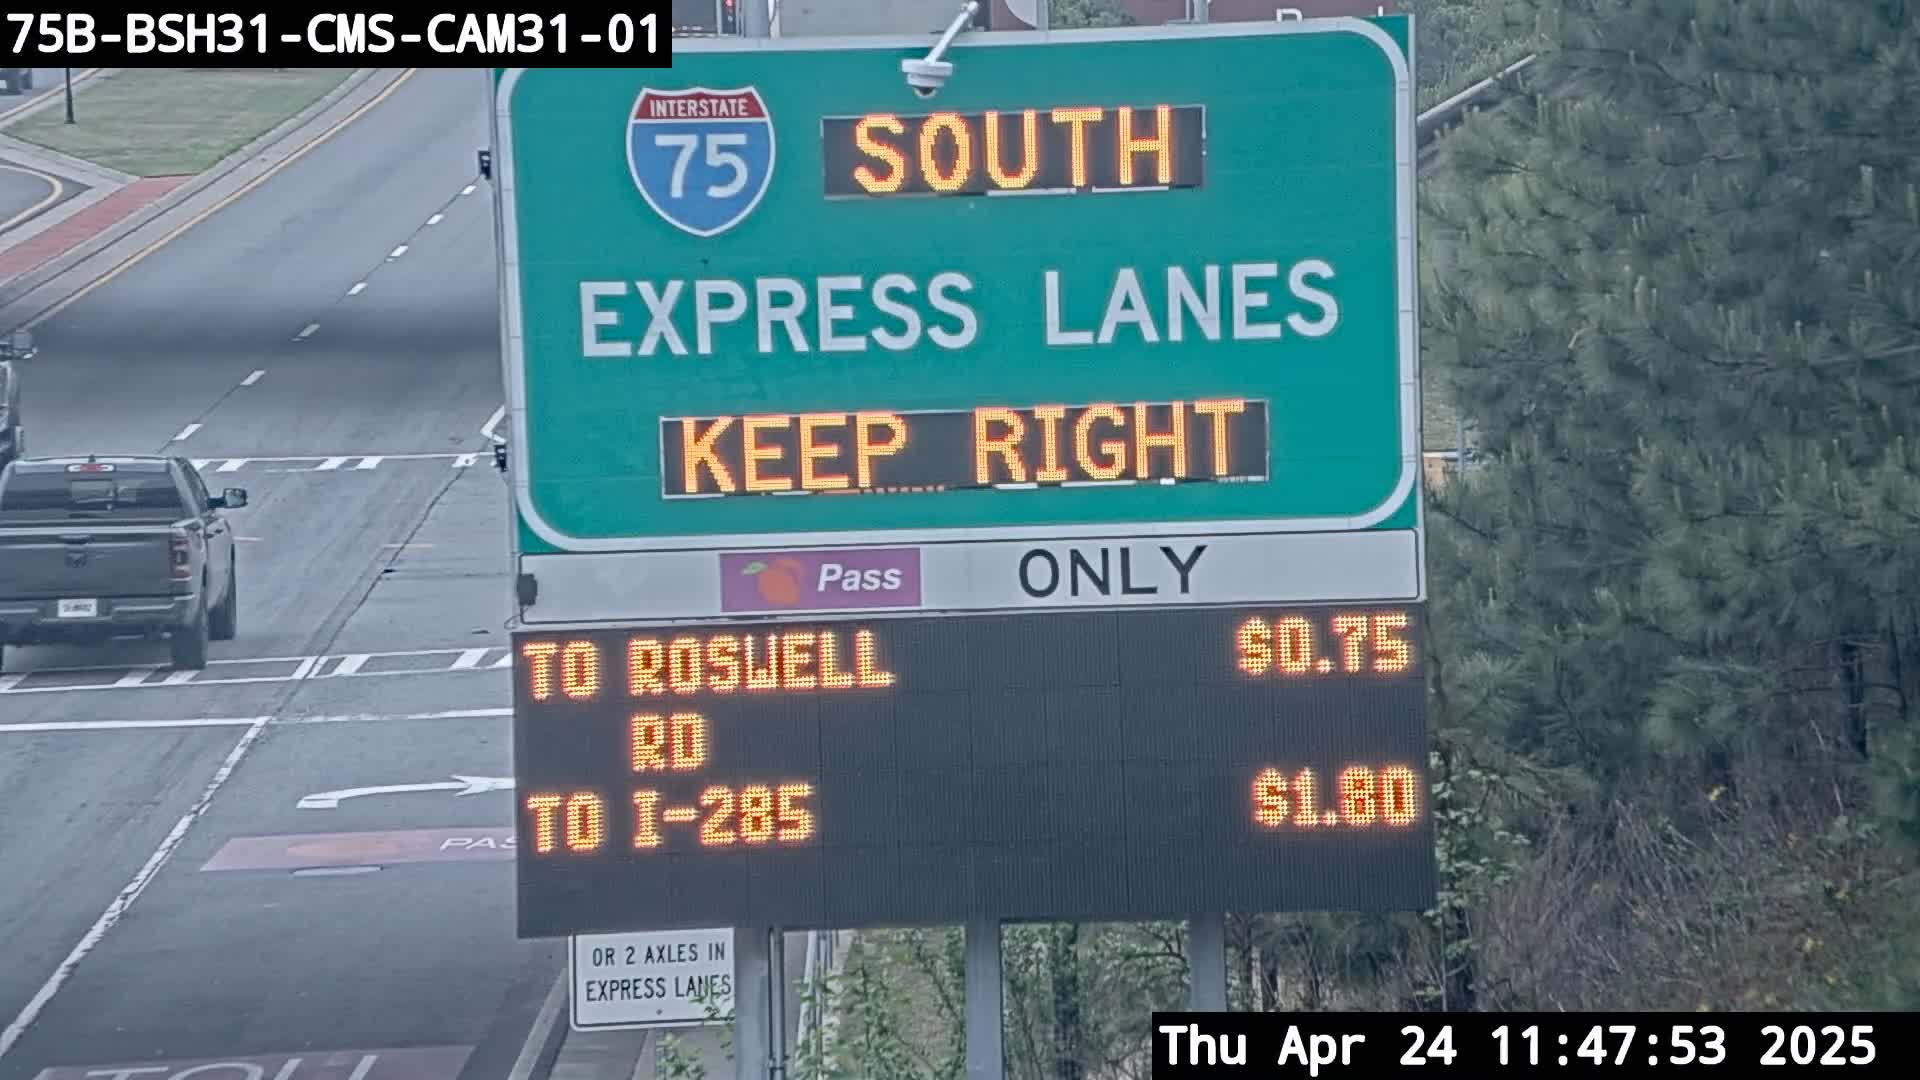 75B-BSH31-CMS-CAM31-01
INTERSTATE
75
SOUTH
EXPRESS LANES
KEEP RIGHT
Pass ONLY
TO ROSWELL $0.75
RD
TO I-285 $1.80
OR 2 AXLES IN
EXPRESS LANES
Thu Apr 24 11:47:53 2025